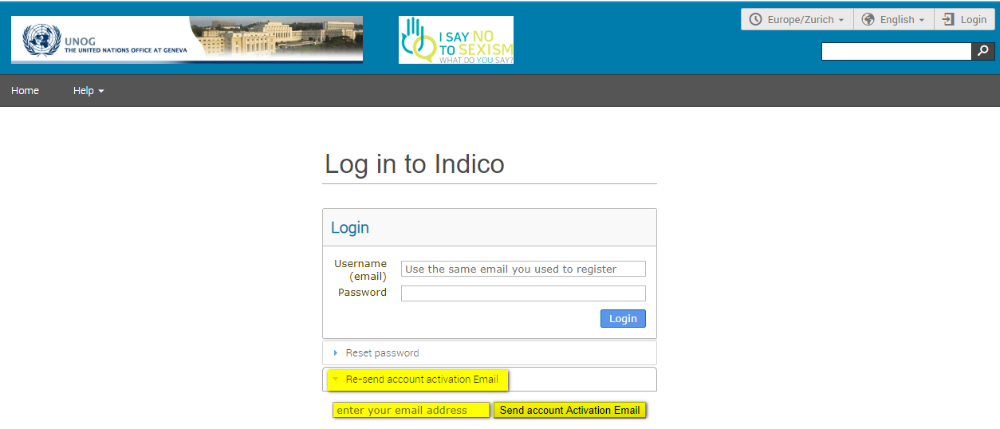 UNOG
THE UNITED NATIONS OFFICE AT GENEVA
I SAY NO
TO SEXISM
WHAT DO YOU SAY?
Europe/Zurich
English
Login
Home
Help
Log in to Indico
Login
Username
(email)
Use the same email you used to register
Password
Login
Reset password
Re-send account activation Email
enter your email address
Send account Activation Email